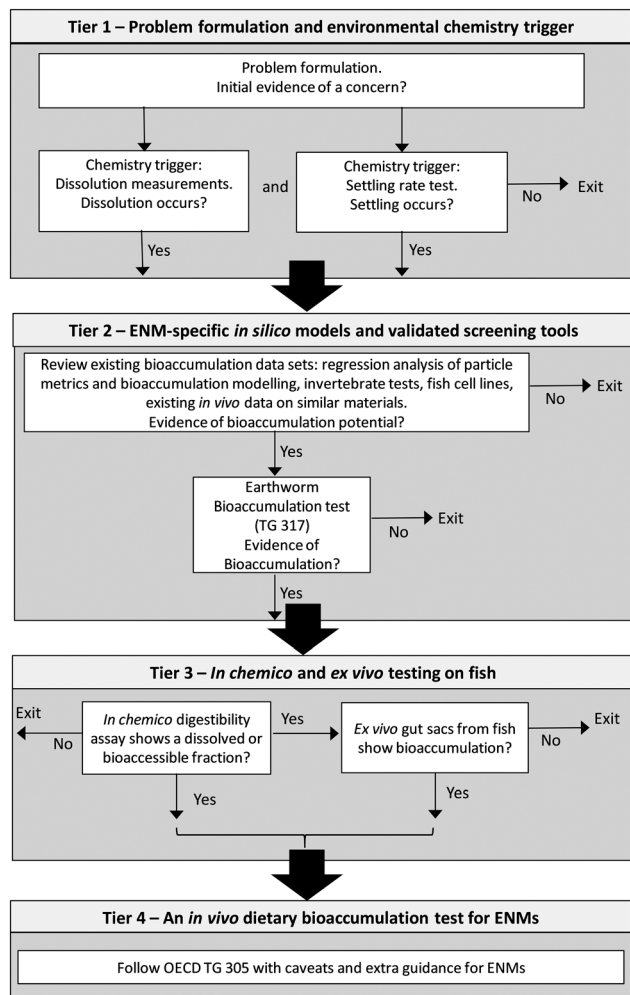 Tier 1 – Problem formulation and environmental chemistry trigger
Problem formulation.
Initial evidence of a concern?
Chemistry trigger:
Dissolution measurements.
Dissolution occurs?
and
Chemistry trigger:
Settling rate test.
Settling occurs?
No
Exit
Yes
Yes
Tier 2 – ENM-specific in silico models and validated screening tools
Review existing bioaccumulation data sets: regression analysis of particle
metrics and bioaccumulation modelling, invertebrate tests, fish cell lines,
existing in vivo data on similar materials.
Evidence of bioaccumulation potential?
No
Exit
Yes
Earthworm
Bioaccumulation test
(TG 317)
Evidence of
Bioaccumulation?
No
Exit
Yes
Tier 3 – In chemico and ex vivo testing on fish
Exit
No
In chemico digestibility
assay shows a dissolved or
bioaccessible fraction?
Yes
Ex vivo gut sacs from fish
show bioaccumulation?
No
Exit
Yes
Yes
Tier 4 – An in vivo dietary bioaccumulation test for ENMs
Follow OECD TG 305 with caveats and extra guidance for ENMs